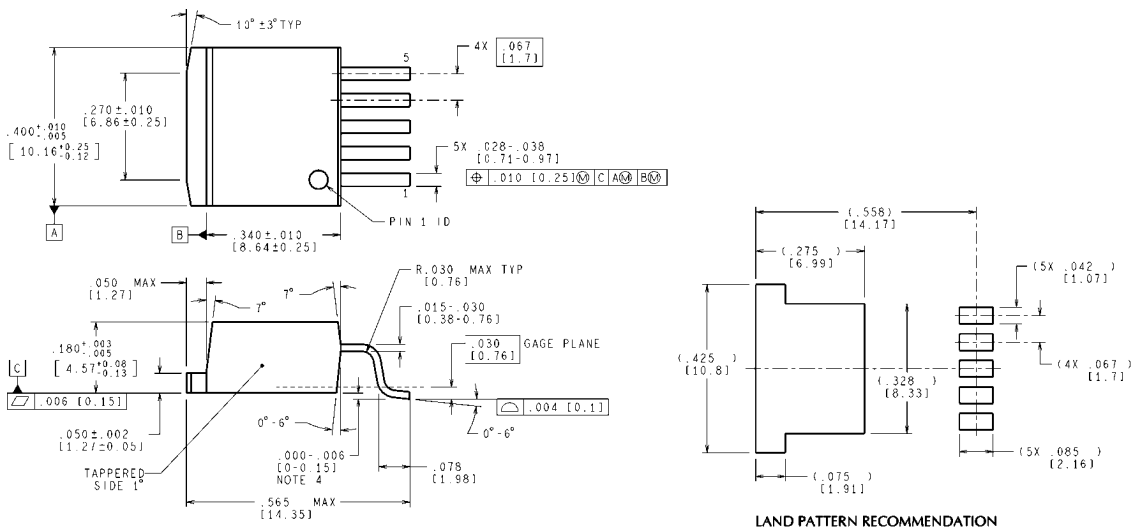 10° ±3° TYP
4X .067
[1.7]
5
.270±.010
[6.86±0.25]
.400+.010
-.005
[ 10.16+0.25
-0.12 ]
5X .028-.038
[0.71-0.97]
⌖ .010 [0.25]Ⓜ C AⓂ BⓂ
1
PIN 1 ID
A
B
.340±.010
[8.64±0.25]
.050 MAX
[1.27]
7°
7°
R.030 MAX TYP
[0.76]
.015-.030
[0.38-0.76]
.030
[0.76]
GAGE PLANE
.180+.003
-.005
[ 4.57+0.08
-0.13 ]
C
⏥ .006 [0.15]
⌓ .004 [0.1]
0°-6°
0°-6°
.050±.002
[1.27±0.05]
TAPPERED
SIDE 1°
.000-.006
[0-0.15]
NOTE 4
.078
[1.98]
.565 MAX
[14.35]
(.558)
[14.17]
(.275 )
[6.99]
(5X .042 )
[1.07]
(.425 )
[10.8]
(.328 )
[8.33]
(4X .067 )
[1.7]
(.075 )
[1.91]
(5X .085 )
[2.16]
LAND PATTERN RECOMMENDATION